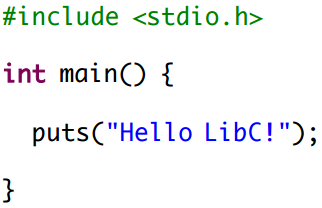 #include <stdio.h>
int main() {
puts("Hello LibC!");
}